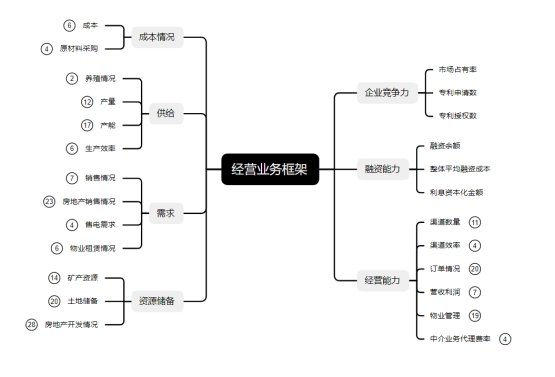 经营业务框架
成本情况
⑥ 成本
④ 原材料采购
供给
② 养殖情况
⑫ 产量
⑰ 产能
⑥ 生产效率
需求
⑦ 销售情况
㉓ 房地产销售情况
④ 售电需求
⑥ 物业租赁情况
资源储备
⑭ 矿产资源
⑳ 土地储备
㉘ 房地产开发情况
企业竞争力
市场占有率
专利申请数
专利授权数
融资能力
融资余额
整体平均融资成本
利息资本化金额
经营能力
渠道数量 ⑪
渠道效率 ④
订单情况 ⑳
营收利润 ⑦
物业管理 ⑲
中介业务代理费率 ④